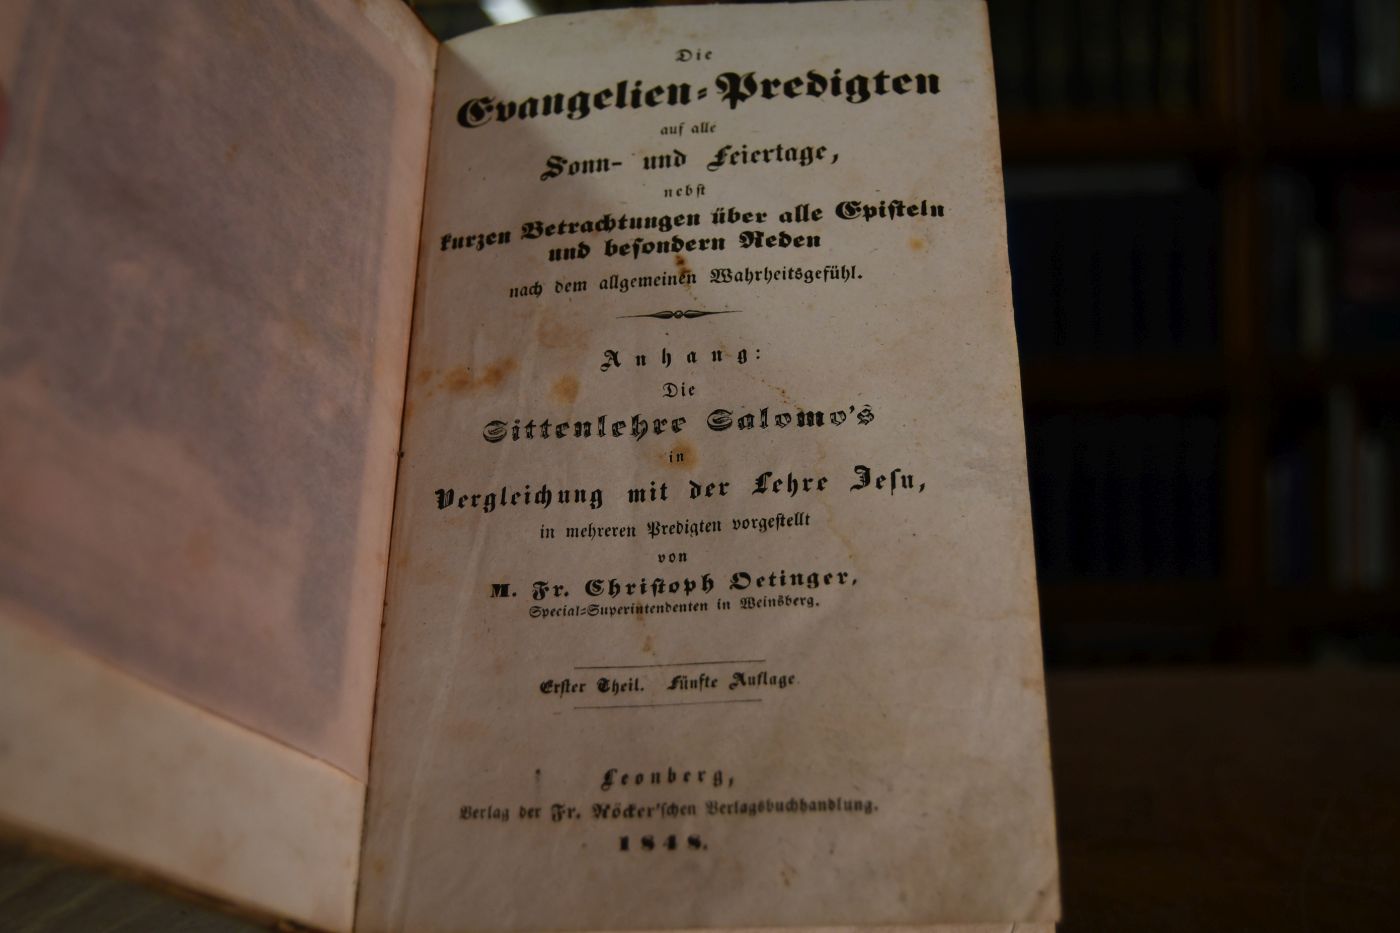 Die
Evangelien-Predigten
auf alle
Sonn- und Feiertage,
nebst
kurzen Betrachtungen über alle Episteln
und besondern Reden
nach dem allgemeinen Wahrheitsgefühl.
Anhang:
Die
Sittenlehre Salomo's
in
Vergleichung mit der Lehre Jesu,
in mehreren Predigten vorgestellt
von
M. Fr. Christoph Oetinger,
Special-Superintendenten in Weinsberg.
Erster Theil. Fünfte Auflage
Leonberg,
Verlag der Fr. Röcker'schen Verlagsbuchhandlung.
1848.